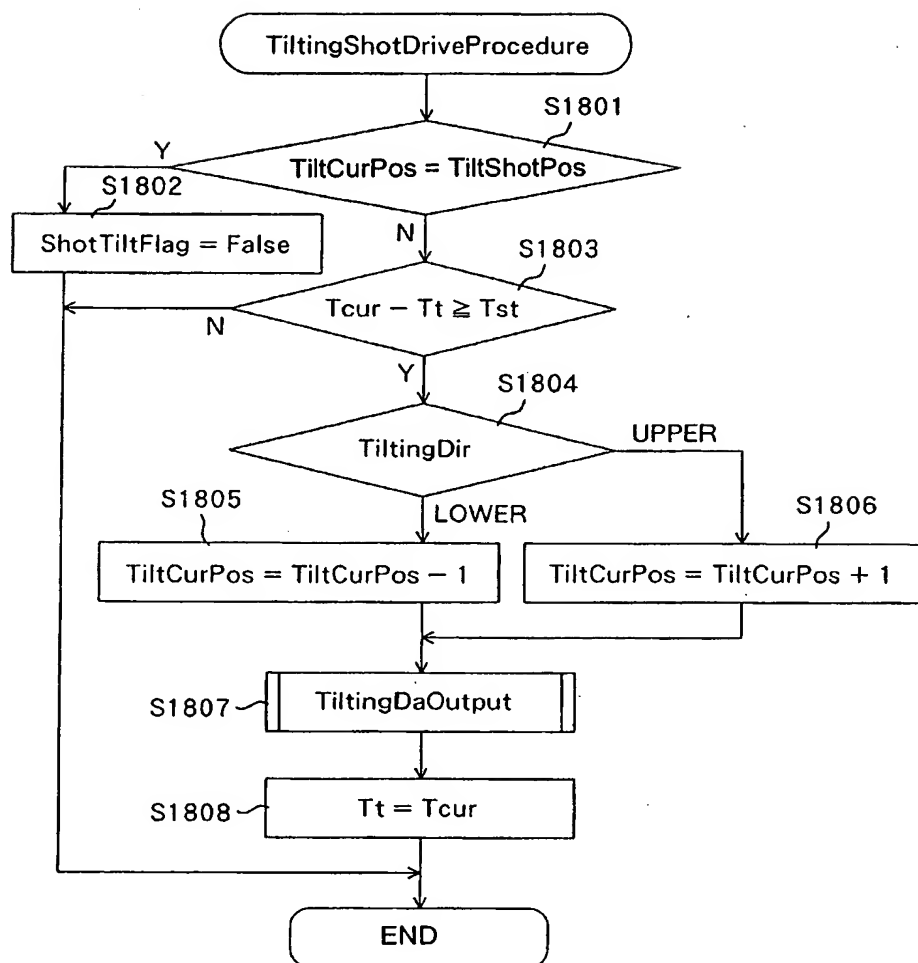 TiltingShotDriveProcedure
S1801
TiltCurPos = TiltShotPos
Y
S1802
ShotTiltFlag = False
N
S1803
Tcur − Tt ≧ Tst
N
Y
S1804
TiltingDir
UPPER
S1805
LOWER
S1806
TiltCurPos = TiltCurPos − 1
TiltCurPos = TiltCurPos + 1
S1807
TiltingDaOutput
S1808
Tt = Tcur
END